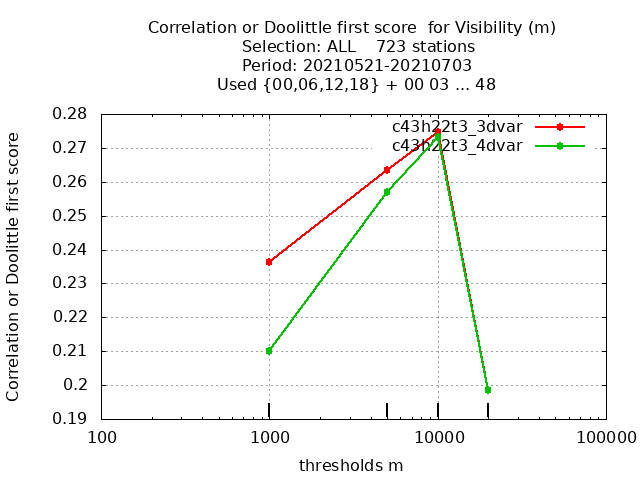 Correlation or Doolittle first score  for Visibility (m)
Selection: ALL    723 stations
Period: 20210521-20210703
Used {00,06,12,18} + 00 03 ... 48
Correlation or Doolittle first score
0.28
0.27
0.26
0.25
0.24
0.23
0.22
0.21
0.2
0.19
c43h22t3_3dvar
c43h22t3_4dvar
100
1000
10000
100000
thresholds m